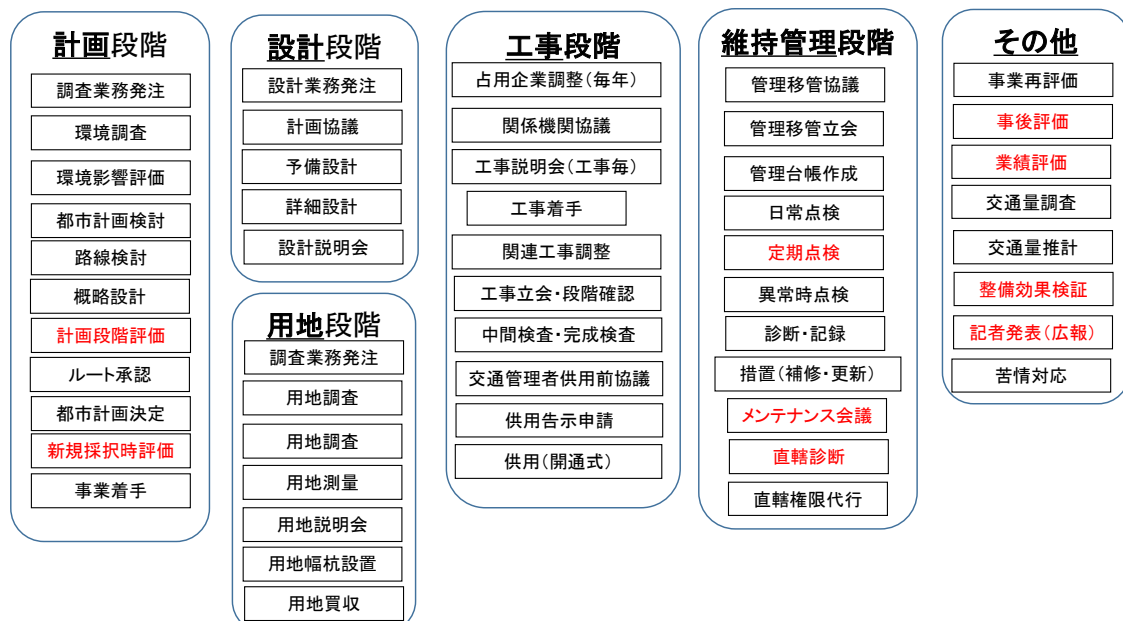 計画段階
調査業務発注
環境調査
環境影響評価
都市計画検討
路線検討
概略設計
計画段階評価
ルート承認
都市計画決定
新規採択時評価
事業着手
設計段階
設計業務発注
計画協議
予備設計
詳細設計
設計説明会
用地段階
調査業務発注
用地調査
用地調査
用地測量
用地説明会
用地幅杭設置
用地買収
工事段階
占用企業調整(毎年)
関係機関協議
工事説明会(工事毎)
工事着手
関連工事調整
工事立会・段階確認
中間検査・完成検査
交通管理者供用前協議
供用告示申請
供用(開通式)
維持管理段階
管理移管協議
管理移管立会
管理台帳作成
日常点検
定期点検
異常時点検
診断・記録
措置(補修・更新)
メンテナンス会議
直轄診断
直轄権限代行
その他
事業再評価
事後評価
業績評価
交通量調査
交通量推計
整備効果検証
記者発表(広報)
苦情対応